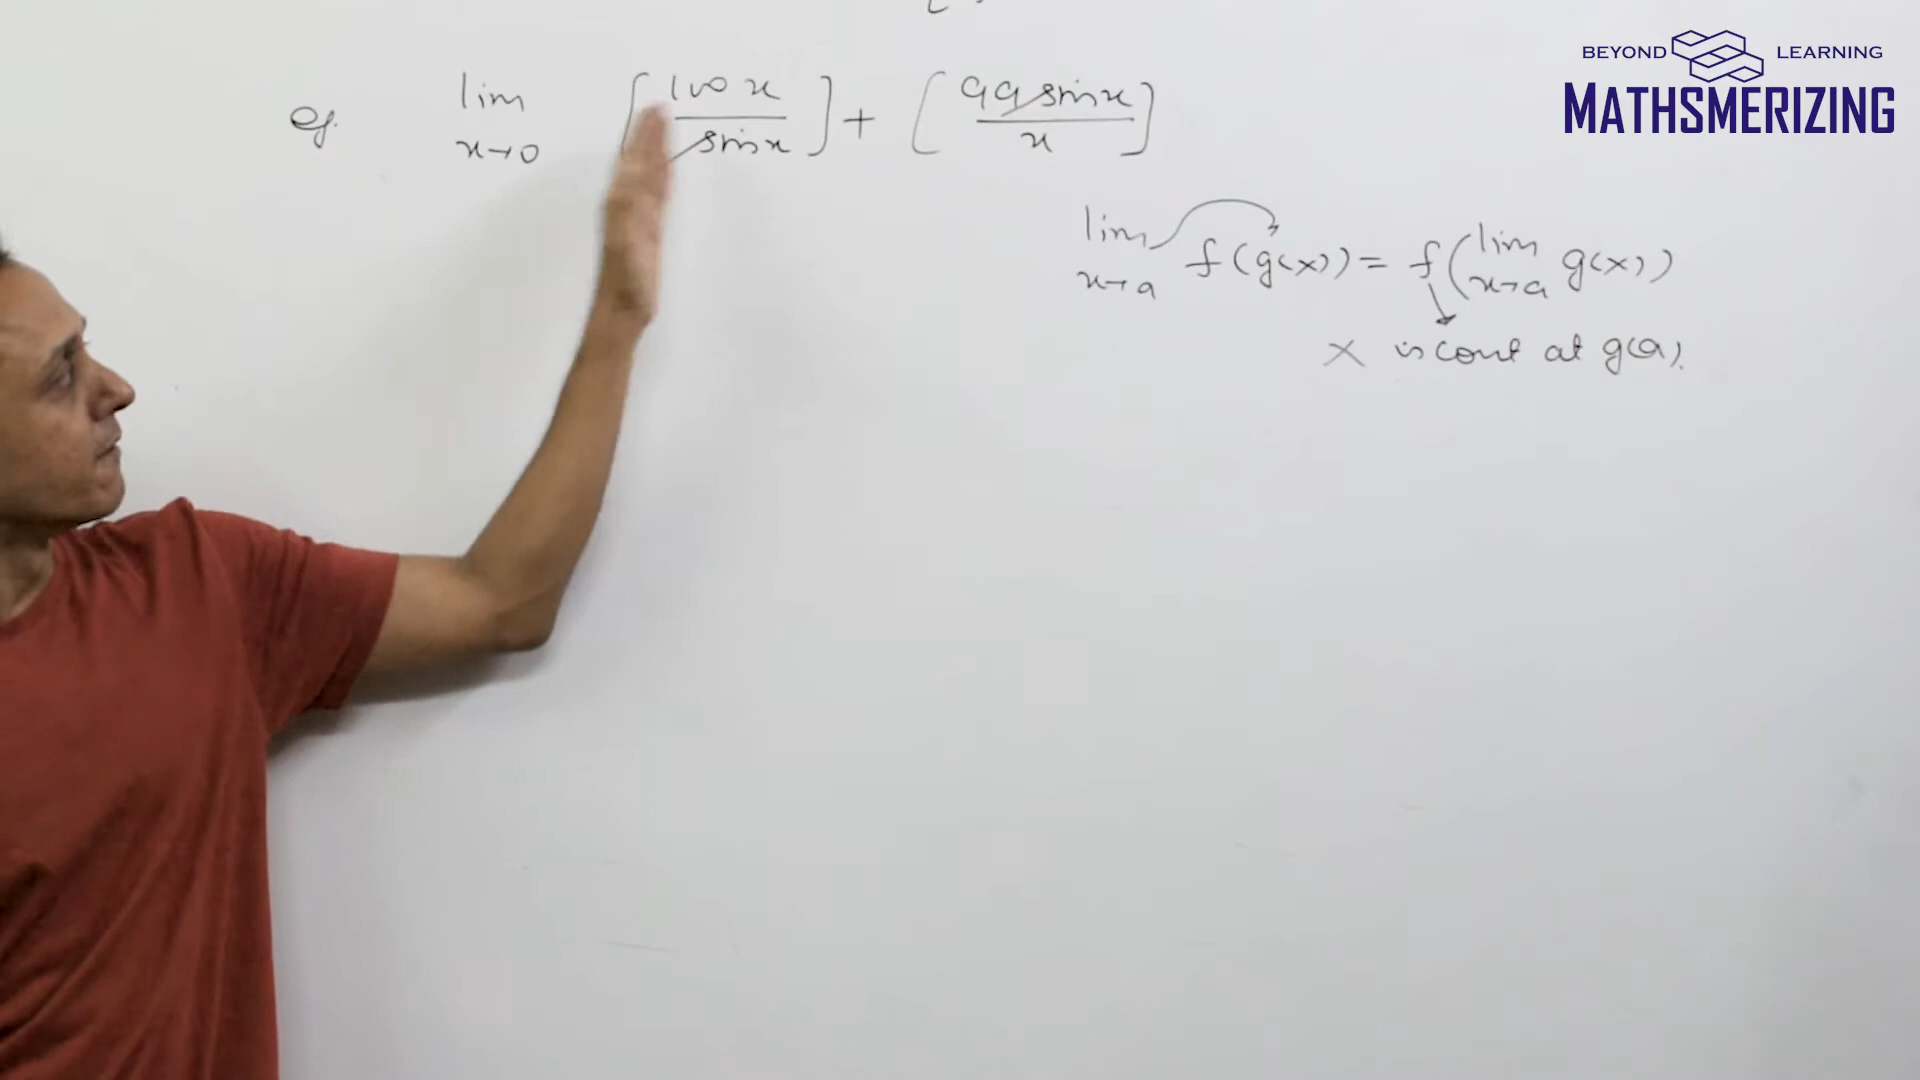 BEYOND LEARNING
MATHSMERIZING
eg. lim x→0 [100x / sinx] + [99 sinx / x]
lim x→a f(g(x)) = f(lim x→a g(x))
× is cont at g(a).